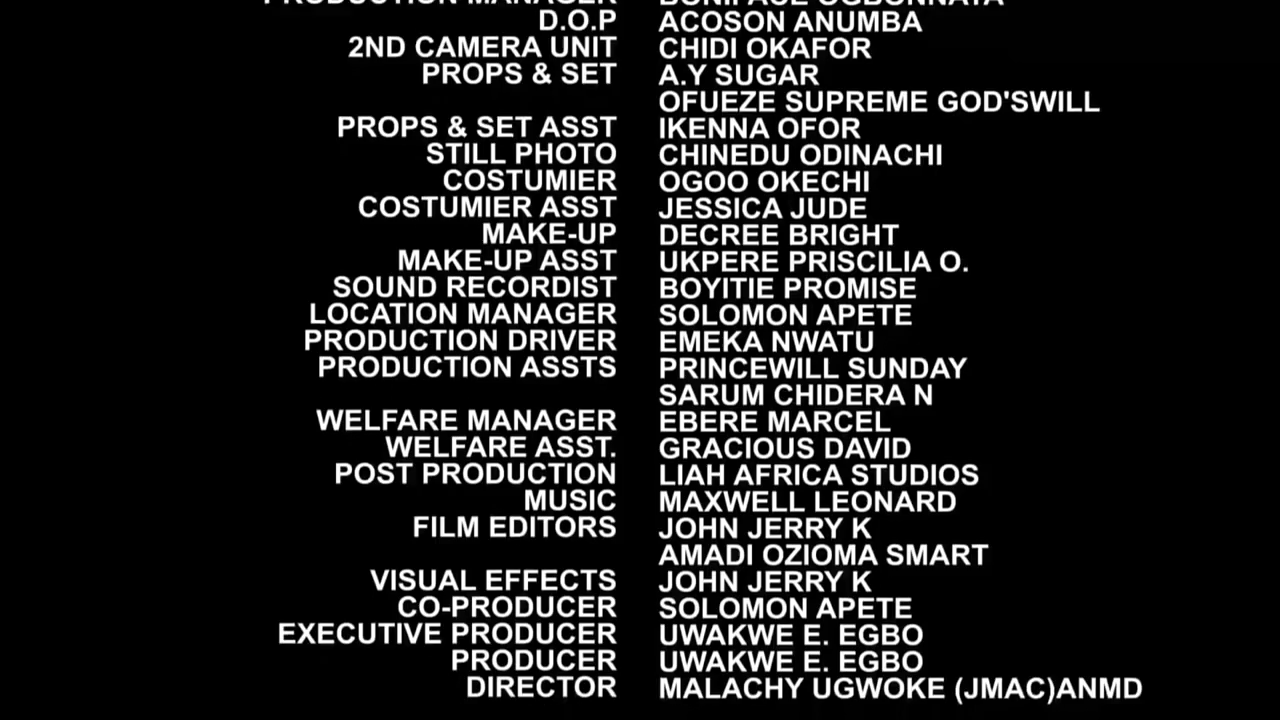 PRODUCTION MANAGER BONIFACE OGBONNAYA
D.O.P ACOSON ANUMBA
2ND CAMERA UNIT CHIDI OKAFOR
PROPS & SET A.Y SUGAR
OFUEZE SUPREME GOD'SWILL
PROPS & SET ASST IKENNA OFOR
STILL PHOTO CHINEDU ODINACHI
COSTUMIER OGOO OKECHI
COSTUMIER ASST JESSICA JUDE
MAKE-UP DECREE BRIGHT
MAKE-UP ASST UKPERE PRISCILIA O.
SOUND RECORDIST BOYITIE PROMISE
LOCATION MANAGER SOLOMON APETE
PRODUCTION DRIVER EMEKA NWATU
PRODUCTION ASSTS PRINCEWILL SUNDAY
SARUM CHIDERA N
WELFARE MANAGER EBERE MARCEL
WELFARE ASST. GRACIOUS DAVID
POST PRODUCTION LIAH AFRICA STUDIOS
MUSIC MAXWELL LEONARD
FILM EDITORS JOHN JERRY K
AMADI OZIOMA SMART
VISUAL EFFECTS JOHN JERRY K
CO-PRODUCER SOLOMON APETE
EXECUTIVE PRODUCER UWAKWE E. EGBO
PRODUCER UWAKWE E. EGBO
DIRECTOR MALACHY UGWOKE (JMAC)ANMD